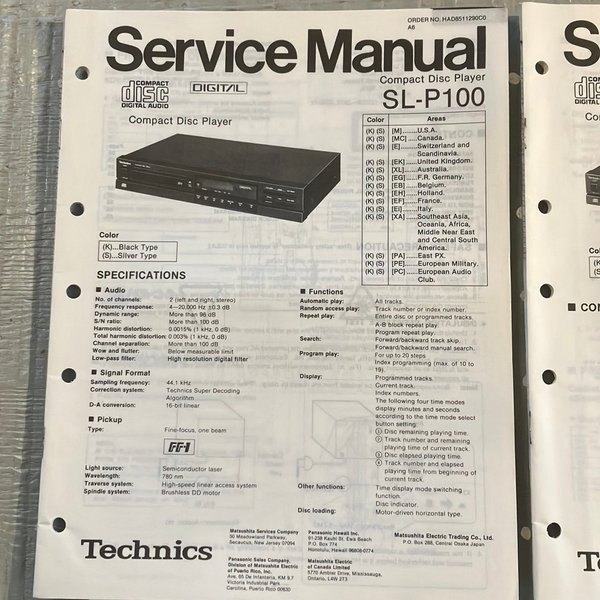 ORDER NO. HAD8511290C0
A6
Service Manual
Compact Disc Player
SL-P100
COMPACT
disc
DIGITAL AUDIO
DIGITAL
Compact Disc Player
Color Areas
(K) (S) [M]......U.S.A.
(K) (S) [MC]....Canada.
(K) (S) [E].......Switzerland and
Scandinavia.
(K) (S) [EK]......United Kingdom.
(K) (S) [XL]......Australia.
(K) (S) [EG].....F.R. Germany.
(K) (S) [EB]......Belgium.
(K) (S) [EH].....Holland.
(K) (S) [EF]......France.
(K) (S) [Ei].......Italy.
(K) (S) [XA].....Southeast Asia,
Oceania, Africa,
Middle Near East
and Central South
America.
(K) (S) [PA].....East PX.
(K) (S) [PE].....European Military.
(K) (S) [PC].....European Audio
Club.
Color
(K)...Black Type
(S)...Silver Type
SPECIFICATIONS
■ Audio
No. of channels: 2 (left and right, stereo)
Frequency response: 4—20,000 Hz ±0.3 dB
Dynamic range: More than 96 dB
S/N ratio: More than 100 dB
Harmonic distortion: 0.0015% (1 kHz, 0 dB)
Total harmonic distortion: 0.003% (1 kHz, 0 dB)
Channel separation: More than 100 dB
Wow and flutter: Below measurable limit
Low-pass filter: High resolution digital filter
■ Signal Format
Sampling frequency: 44.1 kHz
Correction system: Technics Super Decoding
Algorithm
D-A conversion: 16-bit linear
■ Pickup
Type: Fine-focus, one beam
FF-1
Light source: Semiconductor laser
Wavelength: 780 nm
Traverse system: High-speed linear access system
Spindle system: Brushless DD motor
■ Functions
Automatic play: All tracks.
Random access play: Track number or index number.
Repeat play: Entire disc or programmed tracks.
A-B block repeat play.
Program repeat play.
Search: Forward/backward track skip.
Forward/backward manual search.
Program play: For up to 20 steps
Index programming (max. of 10 to
19).
Display: Programmed tracks.
Current track.
Index numbers.
The following four time modes
display minutes and seconds
according to the time mode select
button setting:
① Disc remaining playing time.
② Track number and remaining
playing time of current track.
③ Disc elapsed playing time.
④ Track number and elapsed
playing time from beginning of
current track.
Other functions: Time display mode switching
function.
Disc indicator.
Disc loading: Motor-driven horizontal type.
Technics
Matsushita Services Company
50 Meadowland Parkway,
Secaucus, New Jersey 07094
Panasonic Sales Company,
Division of Matsushita Electric
of Puerto Rico, Inc.
Ave. 65 De Infanteria, KM 9.7
Victoria Industrial Park
Carolina, Puerto Rico 00630
Panasonic Hawaii Inc.
91-238 Kauhi St. Ewa Beach
P.O. Box 774
Honolulu, Hawaii 96808-0774
Matsushita Electric
of Canada Limited
5770 Ambler Drive, Mississauga,
Ontario, L4W 2T3
Matsushita Electric Trading Co., Ltd.
P.O. Box 288, Central Osaka Japan